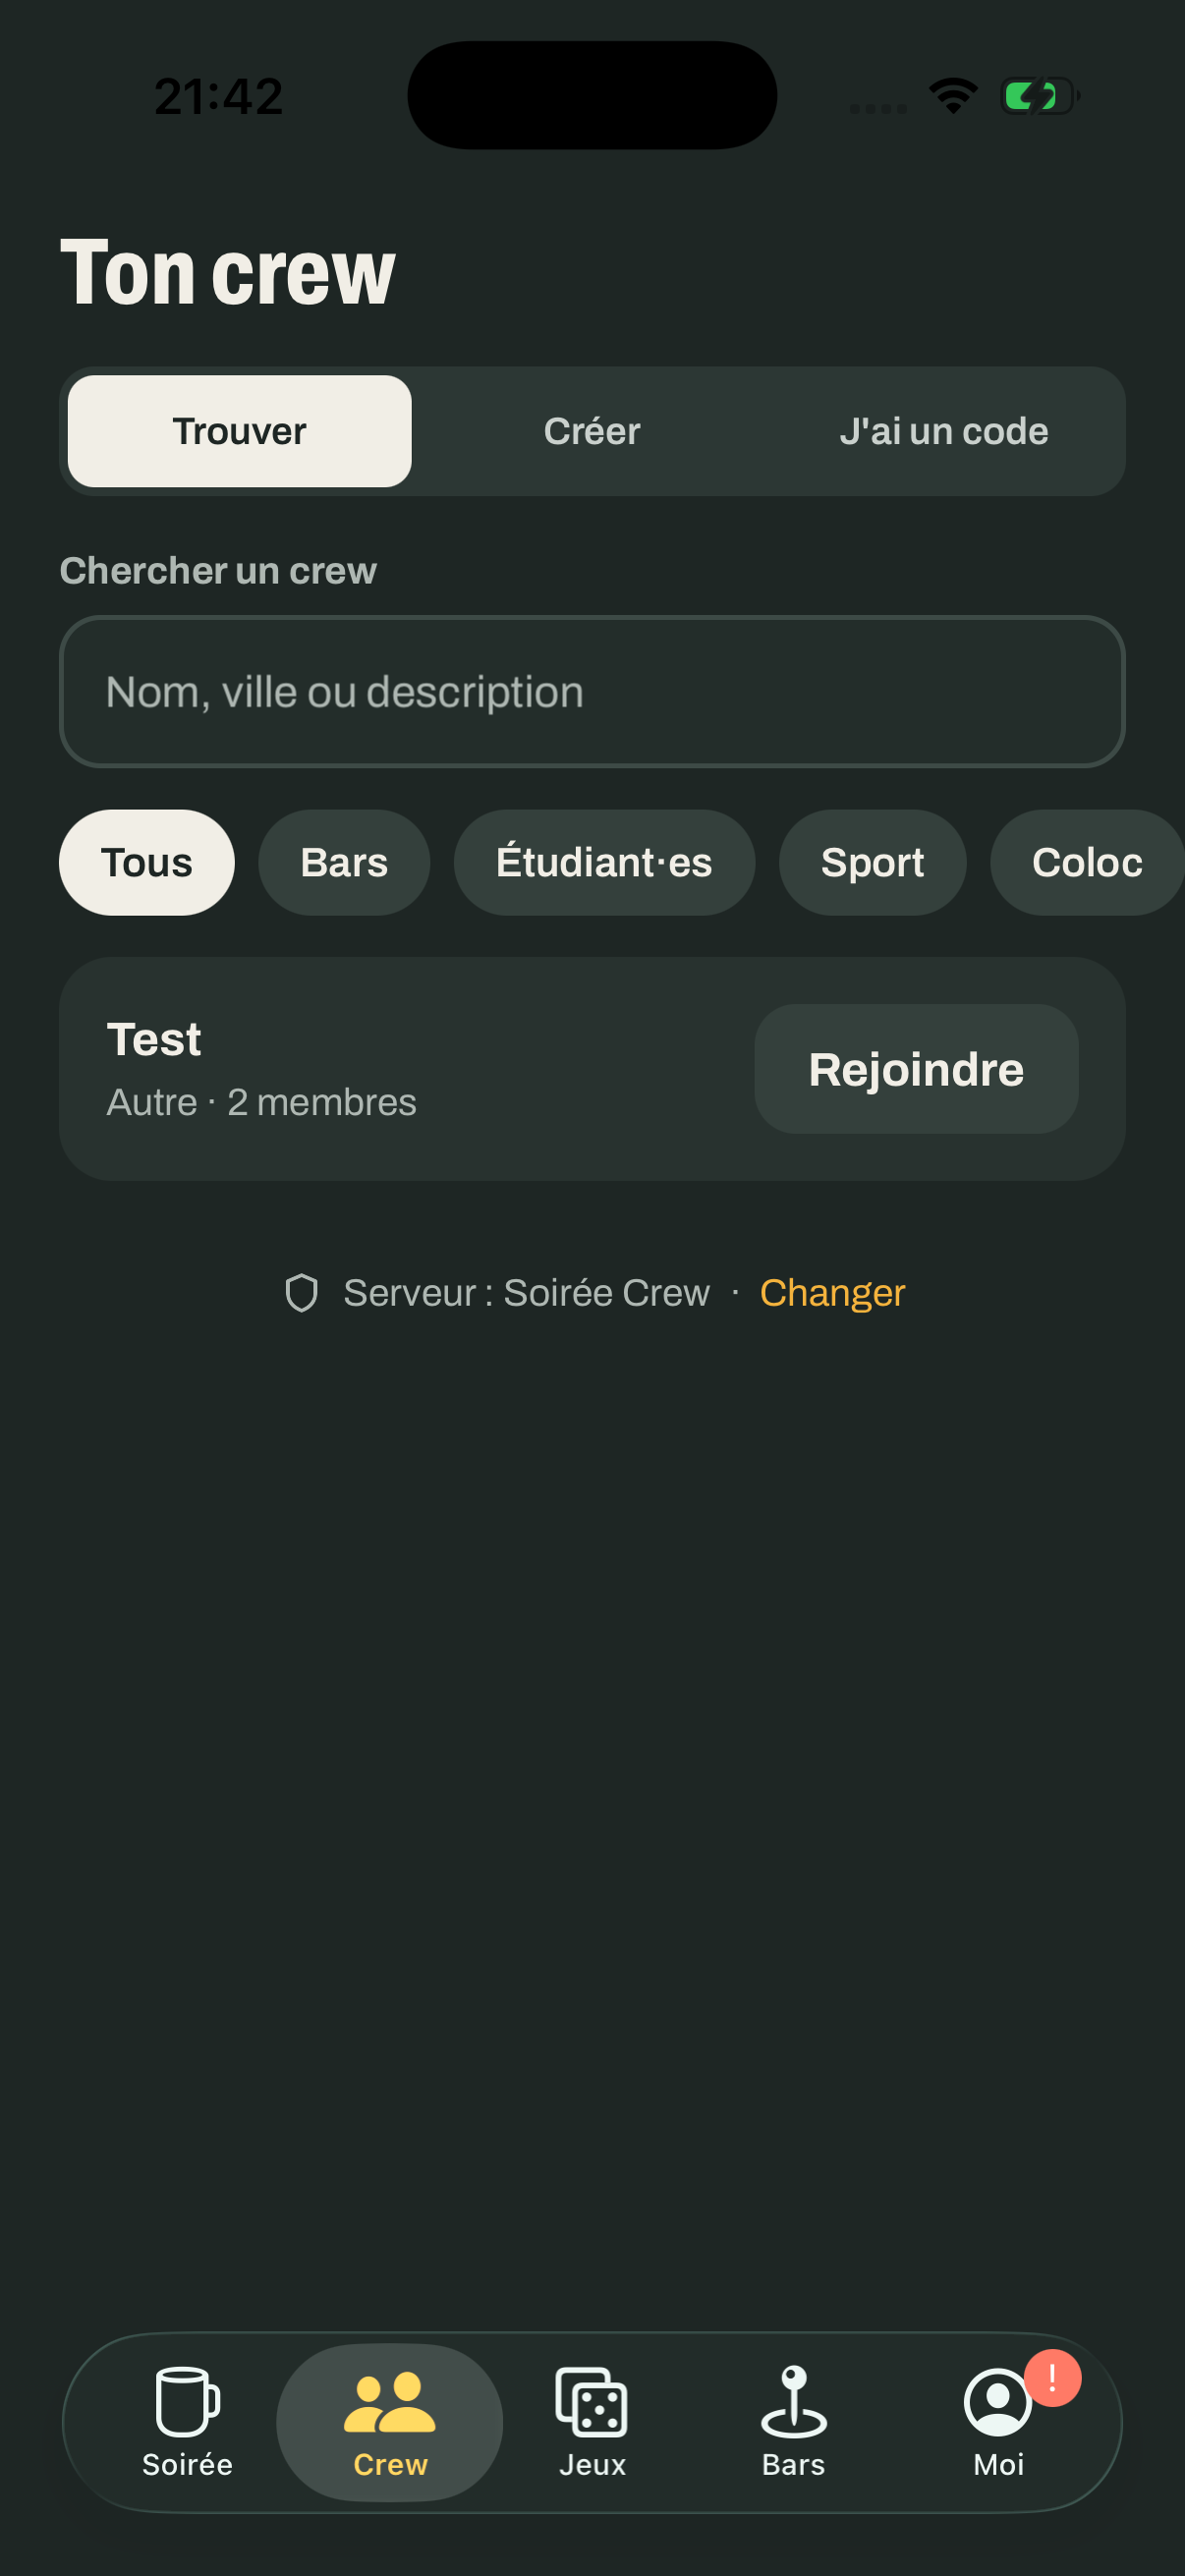 21:42
Ton crew
Trouver Créer J'ai un code
Chercher un crew
Nom, ville ou description
Tous Bars Étudiant·es Sport Coloc
Test
Autre · 2 membres
Rejoindre
Serveur : Soirée Crew · Changer
!
Soirée Crew Jeux Bars Moi